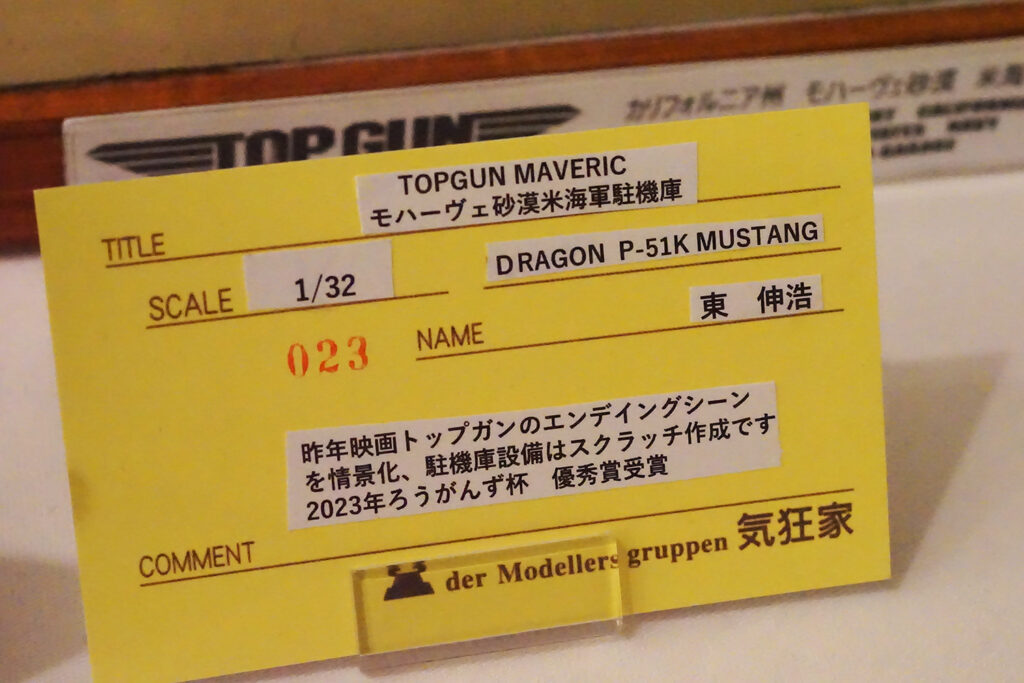 TOPGUN
カリフォルニア州 モハーヴェ砂漠 米海
TOPGUN MAVERIC
モハーヴェ砂漠米海軍駐機庫
TITLE
DRAGON P-51K MUSTANG
SCALE 1/32
東 伸浩
NAME
023
昨年映画トップガンのエンデイングシーン
を情景化、駐機庫設備はスクラッチ作成です
2023年ろうがんず杯 優秀賞受賞
COMMENT
der Modellers gruppen 気狂家